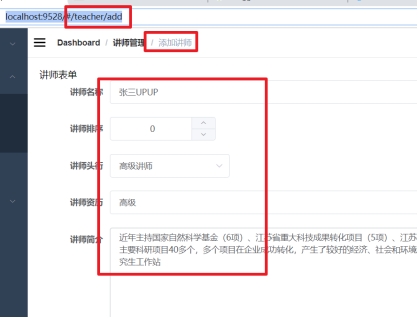 localhost:9528/#/teacher/add
Dashboard / 讲师管理 / 添加讲师
讲师表单
讲师名称 张三UPUP
讲师排序 0
讲师头衔 高级讲师
讲师资历 高级
讲师简介 近年主持国家自然科学基金（6项）、江苏省重大科技成果转化项目（5项）、江苏
主要科研项目40多个，多个项目在企业成功转化，产生了较好的经济、社会和环境
究生工作站